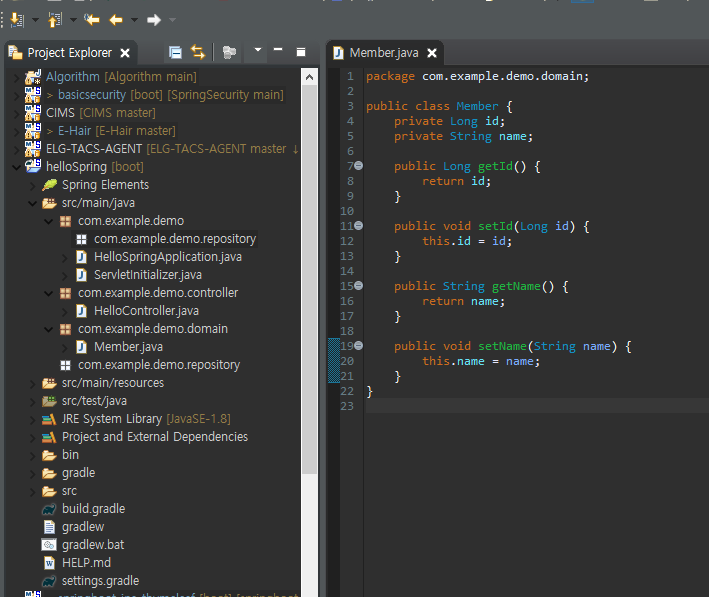 Project Explorer
Algorithm [Algorithm main]
> basicsecurity [boot] [SpringSecurity main]
CIMS [CIMS master]
> E-Hair [E-Hair master]
ELG-TACS-AGENT [ELG-TACS-AGENT master ↓
helloSpring [boot]
Spring Elements
src/main/java
com.example.demo
com.example.demo.repository
HelloSpringApplication.java
ServletInitializer.java
com.example.demo.controller
HelloController.java
com.example.demo.domain
Member.java
com.example.demo.repository
src/main/resources
src/test/java
JRE System Library [JavaSE-1.8]
Project and External Dependencies
bin
gradle
src
build.gradle
gradlew
gradlew.bat
HELP.md
settings.gradle
Member.java
1 package com.example.demo.domain;
2
3 public class Member {
4     private Long id;
5     private String name;
6
7     public Long getId() {
8         return id;
9     }
10
11     public void setId(Long id) {
12         this.id = id;
13     }
14
15     public String getName() {
16         return name;
17     }
18
19     public void setName(String name) {
20         this.name = name;
21     }
22 }
23